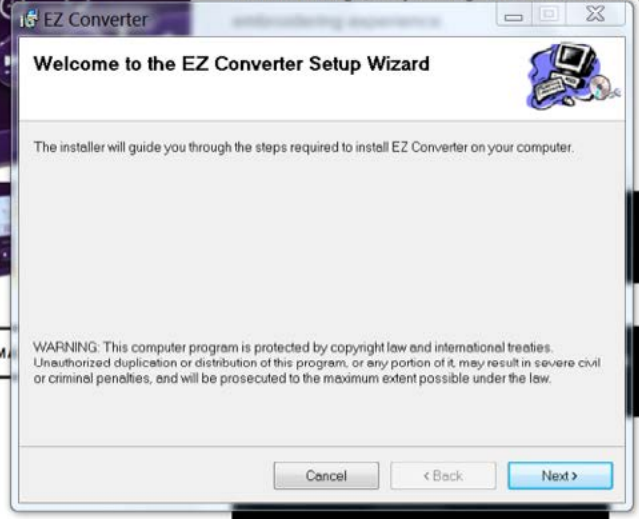 EZ Converter
embroidering experience
Welcome to the EZ Converter Setup Wizard
The installer will guide you through the steps required to install EZ Converter on your computer.
WARNING: This computer program is protected by copyright law and international treaties.
Unauthorized duplication or distribution of this program, or any portion of it, may result in severe civil
or criminal penalties, and will be prosecuted to the maximum extent possible under the law.
Cancel
< Back
Next >